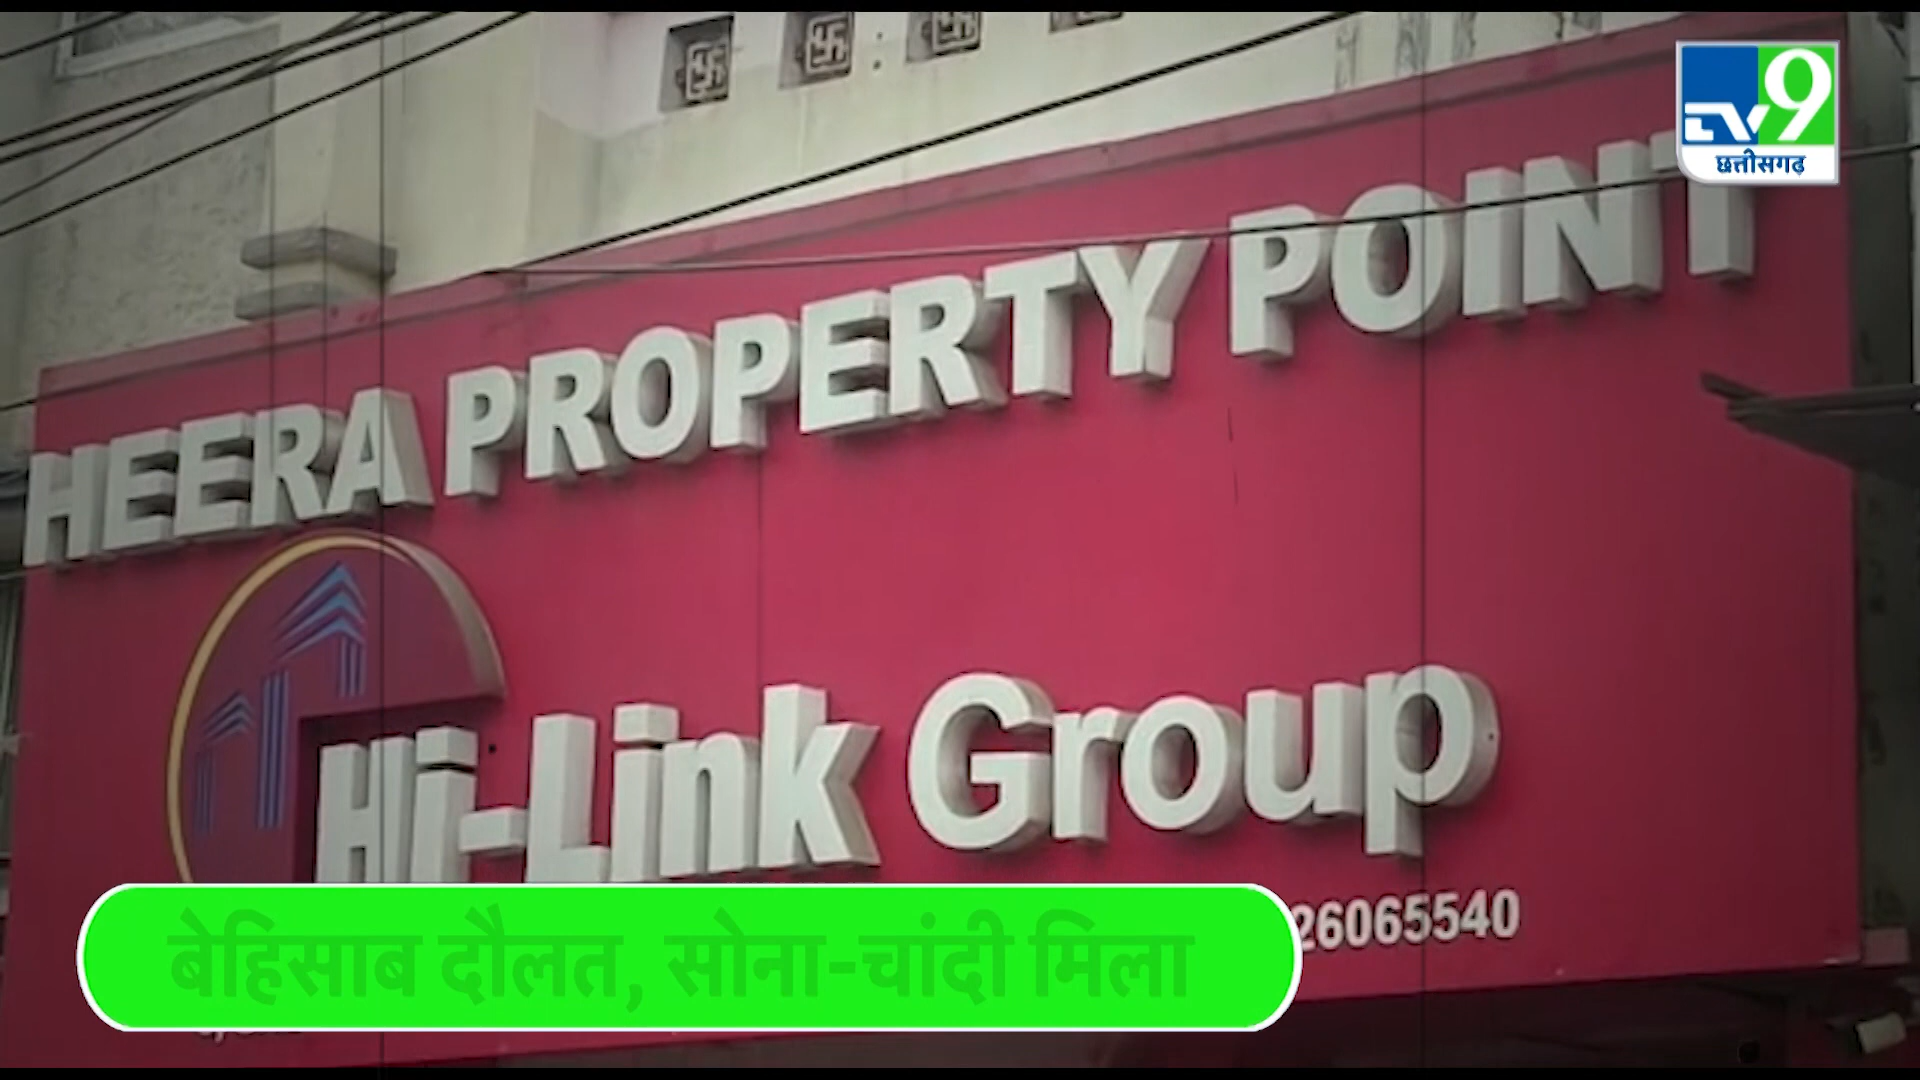 TV9
छत्तीसगढ़
HEERA PROPERTY POINT
Hi-Link Group
26065540
बेहिसाब दौलत, सोना-चांदी मिला